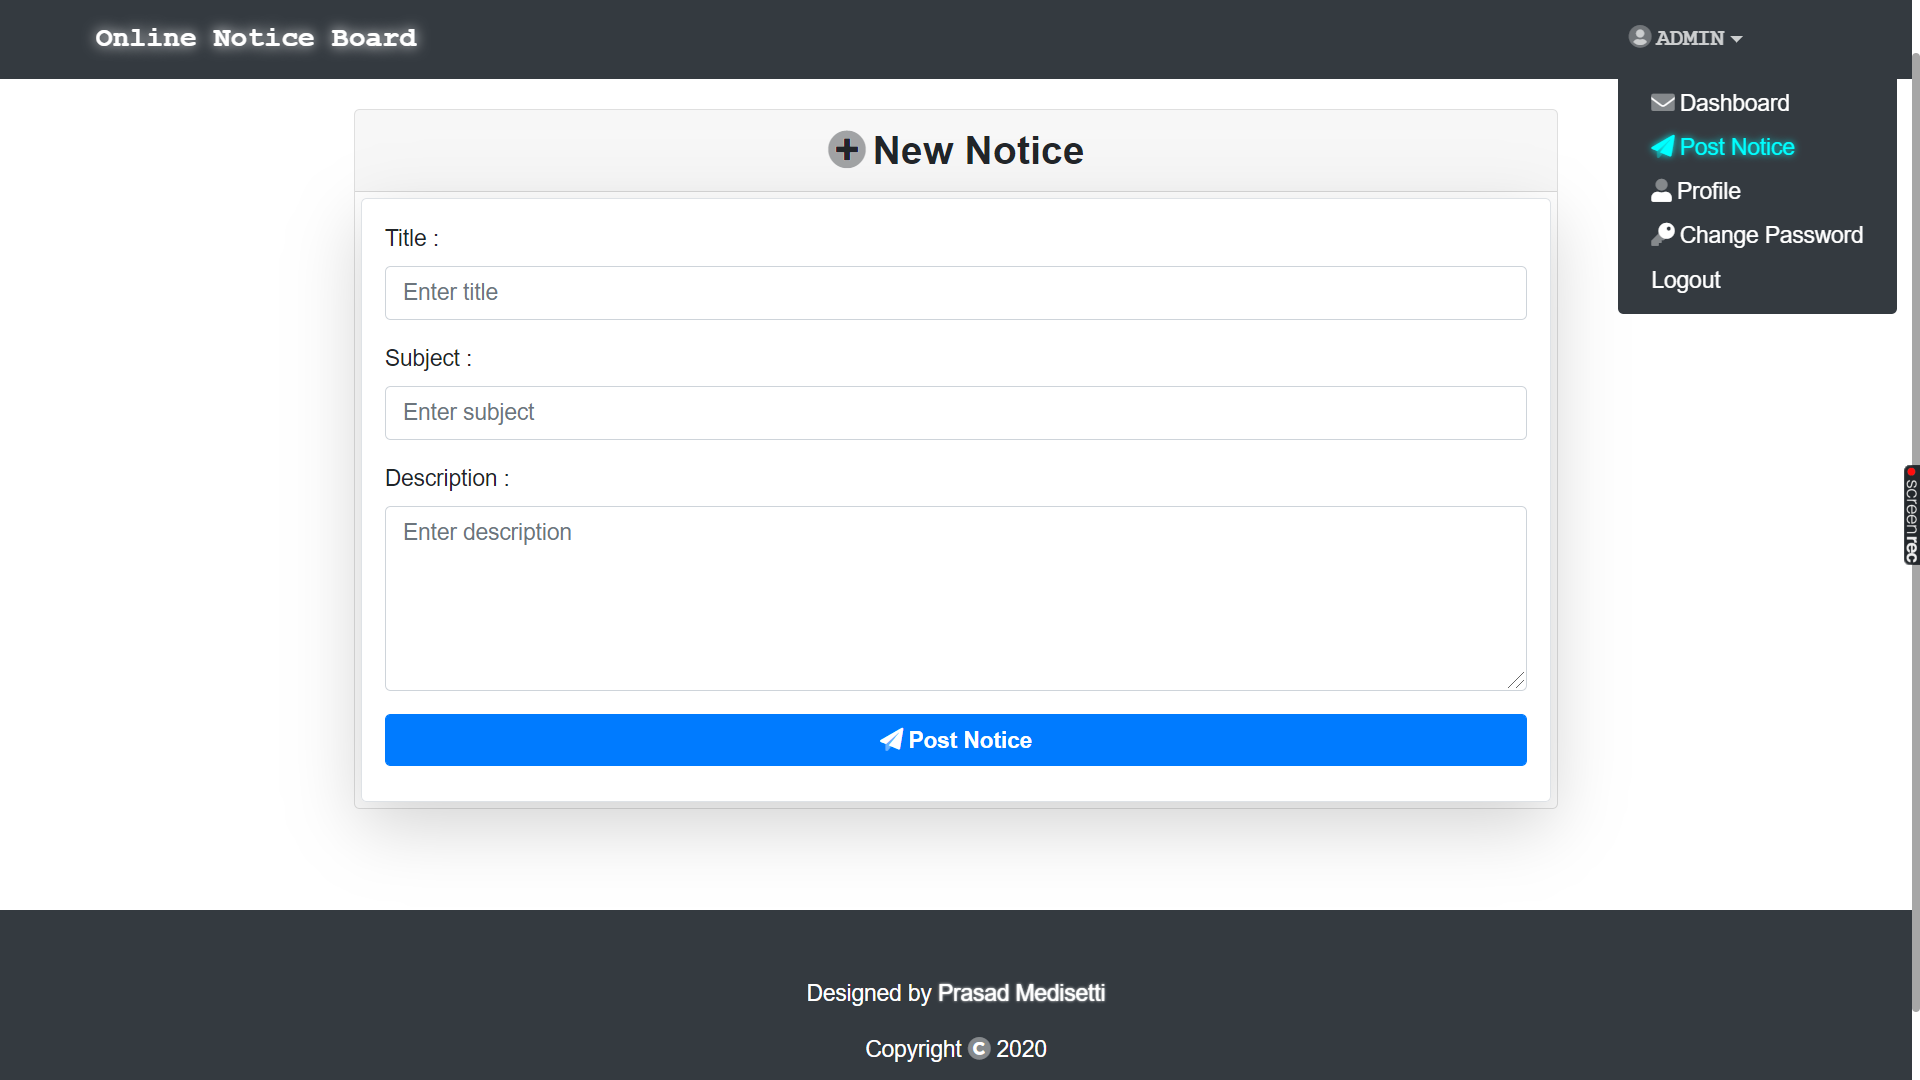 Online Notice Board
ADMIN
Dashboard
Post Notice
Profile
Change Password
Logout
New Notice
Title :
Enter title
Subject :
Enter subject
Description :
Enter description
Post Notice
screenrec
Designed by Prasad Medisetti
Copyright © 2020